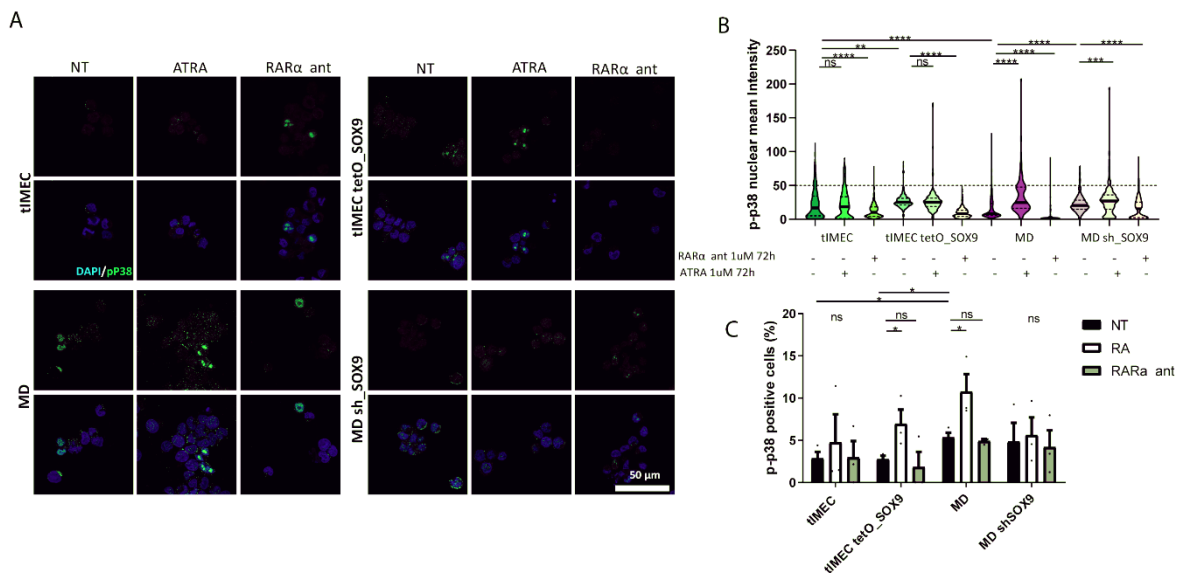 A
NT ATRA RARα ant
tIMEC
DAPI/pP38
MD
NT ATRA RARα ant
tIMEC tetO_SOX9
MD sh_SOX9
50 µm
B
p-p38 nuclear mean Intensity
250
200
150
100
50
0
**** ** **** ns
**** ns
**** **** ****
**** ***
tIMEC tIMEC tetO_SOX9 MD MD sh_SOX9
RARα ant 1uM 72h - - + - - + - - + - - +
ATRA 1uM 72h - + - - + - - + - - + -
C
p-p38 positive cells (%)
20
15
10
5
0
*
*
ns ns ns ns
* *
NT
RA
RARa ant
tIMEC
tIMEC tetO_SOX9
MD
MD shSOX9